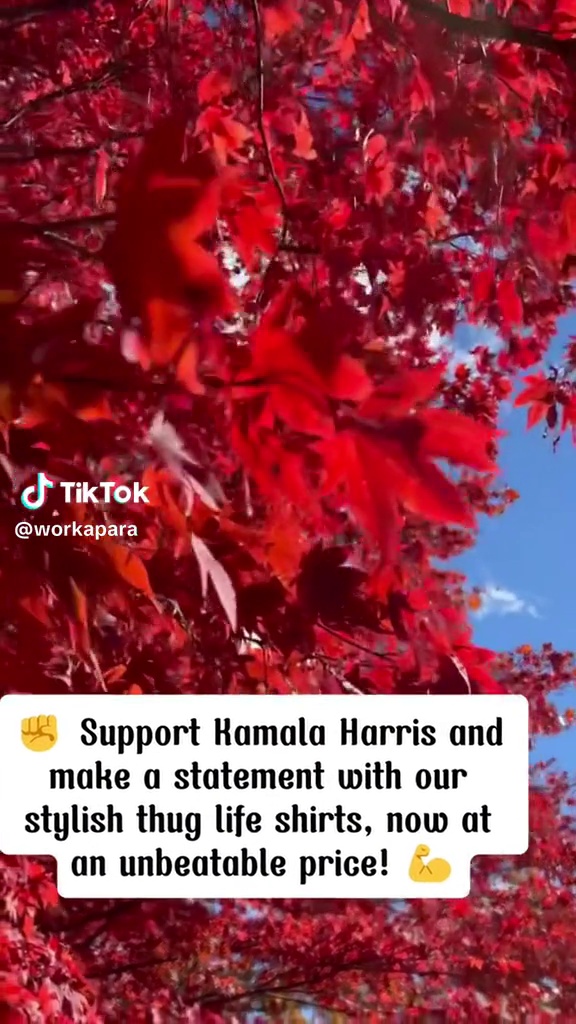 TikTok
@workapara
✊ Support Kamala Harris and
make a statement with our
stylish thug life shirts, now at
an unbeatable price! 💪